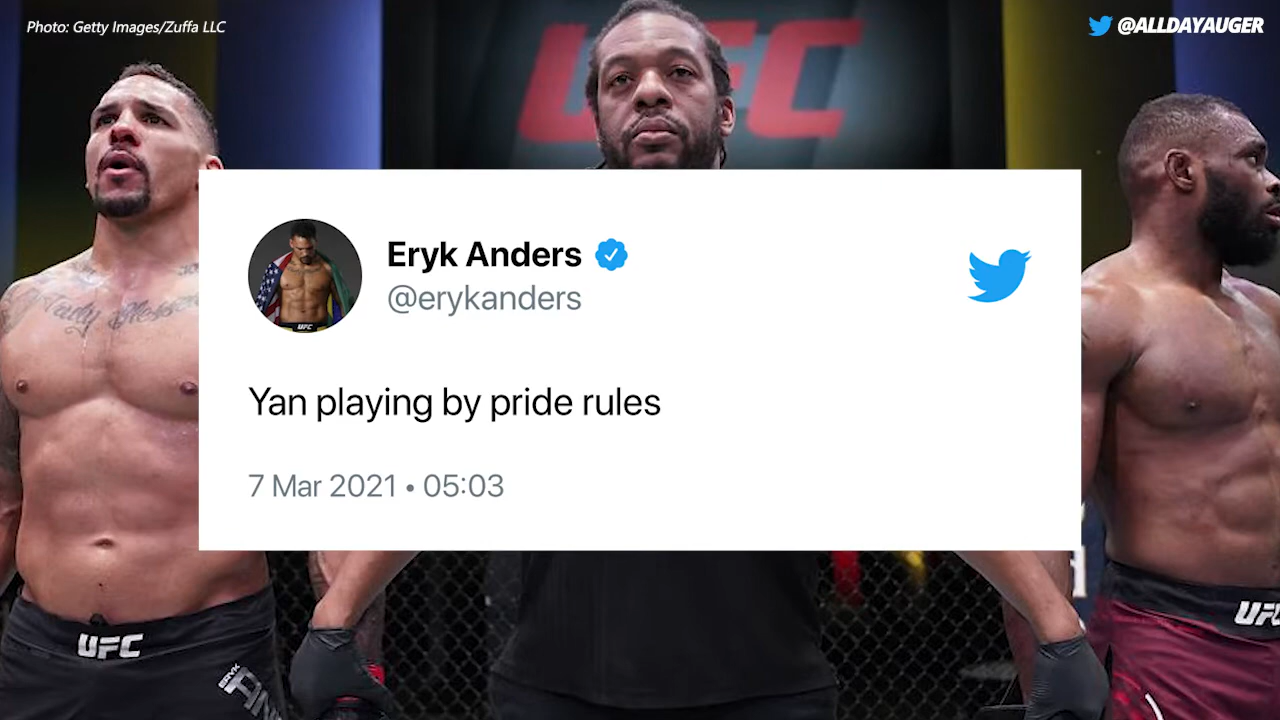 Photo: Getty Images/Zuffa LLC
@ALLDAYAUGER
UFC
Eryk Anders
@erykanders
Yan playing by pride rules
7 Mar 2021 • 05:03
UFC
ERYK